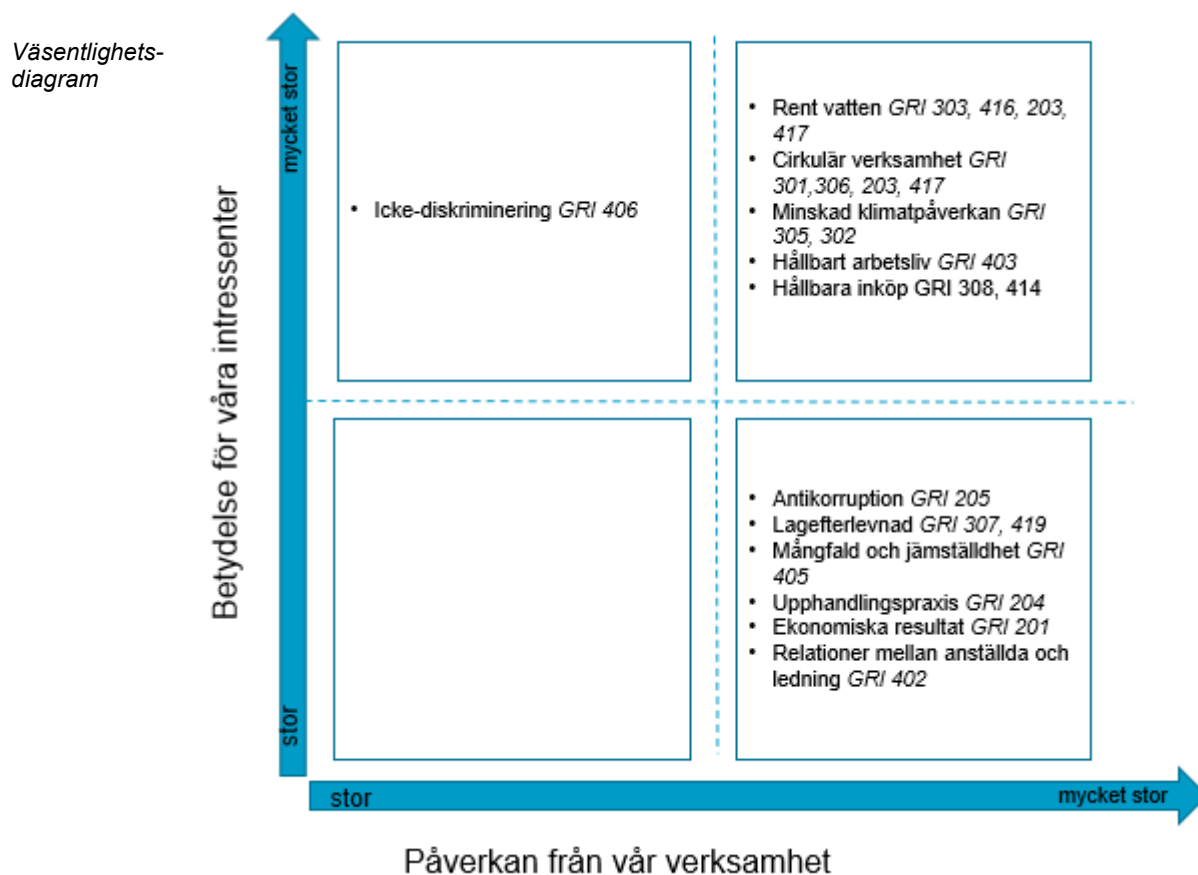 Väsentlighets-
diagram
mycket stor
Betydelse för våra intressenter
stor
• Icke-diskriminering GRI 406
• Rent vatten GRI 303, 416, 203,
417
• Cirkulär verksamhet GRI
301,306, 203, 417
• Minskad klimatpåverkan GRI
305, 302
• Hållbart arbetsliv GRI 403
• Hållbara inköp GRI 308, 414
• Antikorruption GRI 205
• Lagefterlevnad GRI 307, 419
• Mångfald och jämställdhet GRI
405
• Upphandlingspraxis GRI 204
• Ekonomiska resultat GRI 201
• Relationer mellan anställda och
ledning GRI 402
stor
mycket stor
Påverkan från vår verksamhet